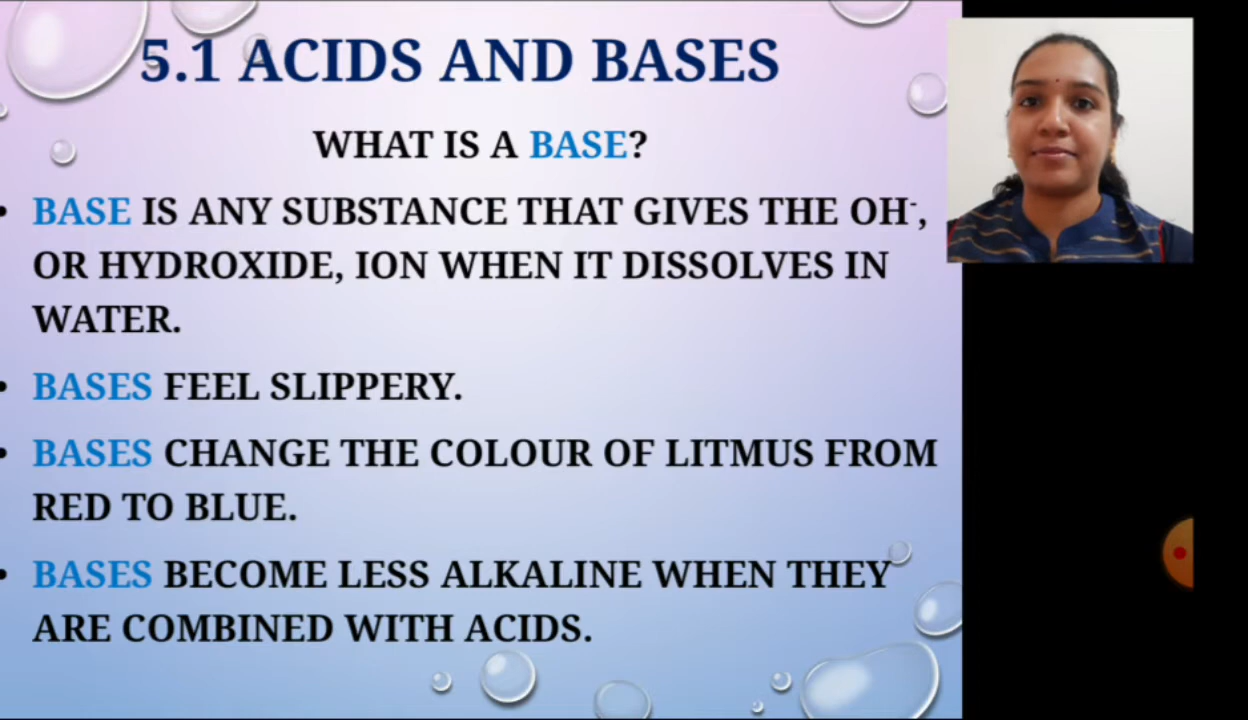 5.1 ACIDS AND BASES
WHAT IS A BASE?
• BASE IS ANY SUBSTANCE THAT GIVES THE OH⁻,
OR HYDROXIDE, ION WHEN IT DISSOLVES IN
WATER.
• BASES FEEL SLIPPERY.
• BASES CHANGE THE COLOUR OF LITMUS FROM
RED TO BLUE.
• BASES BECOME LESS ALKALINE WHEN THEY
ARE COMBINED WITH ACIDS.